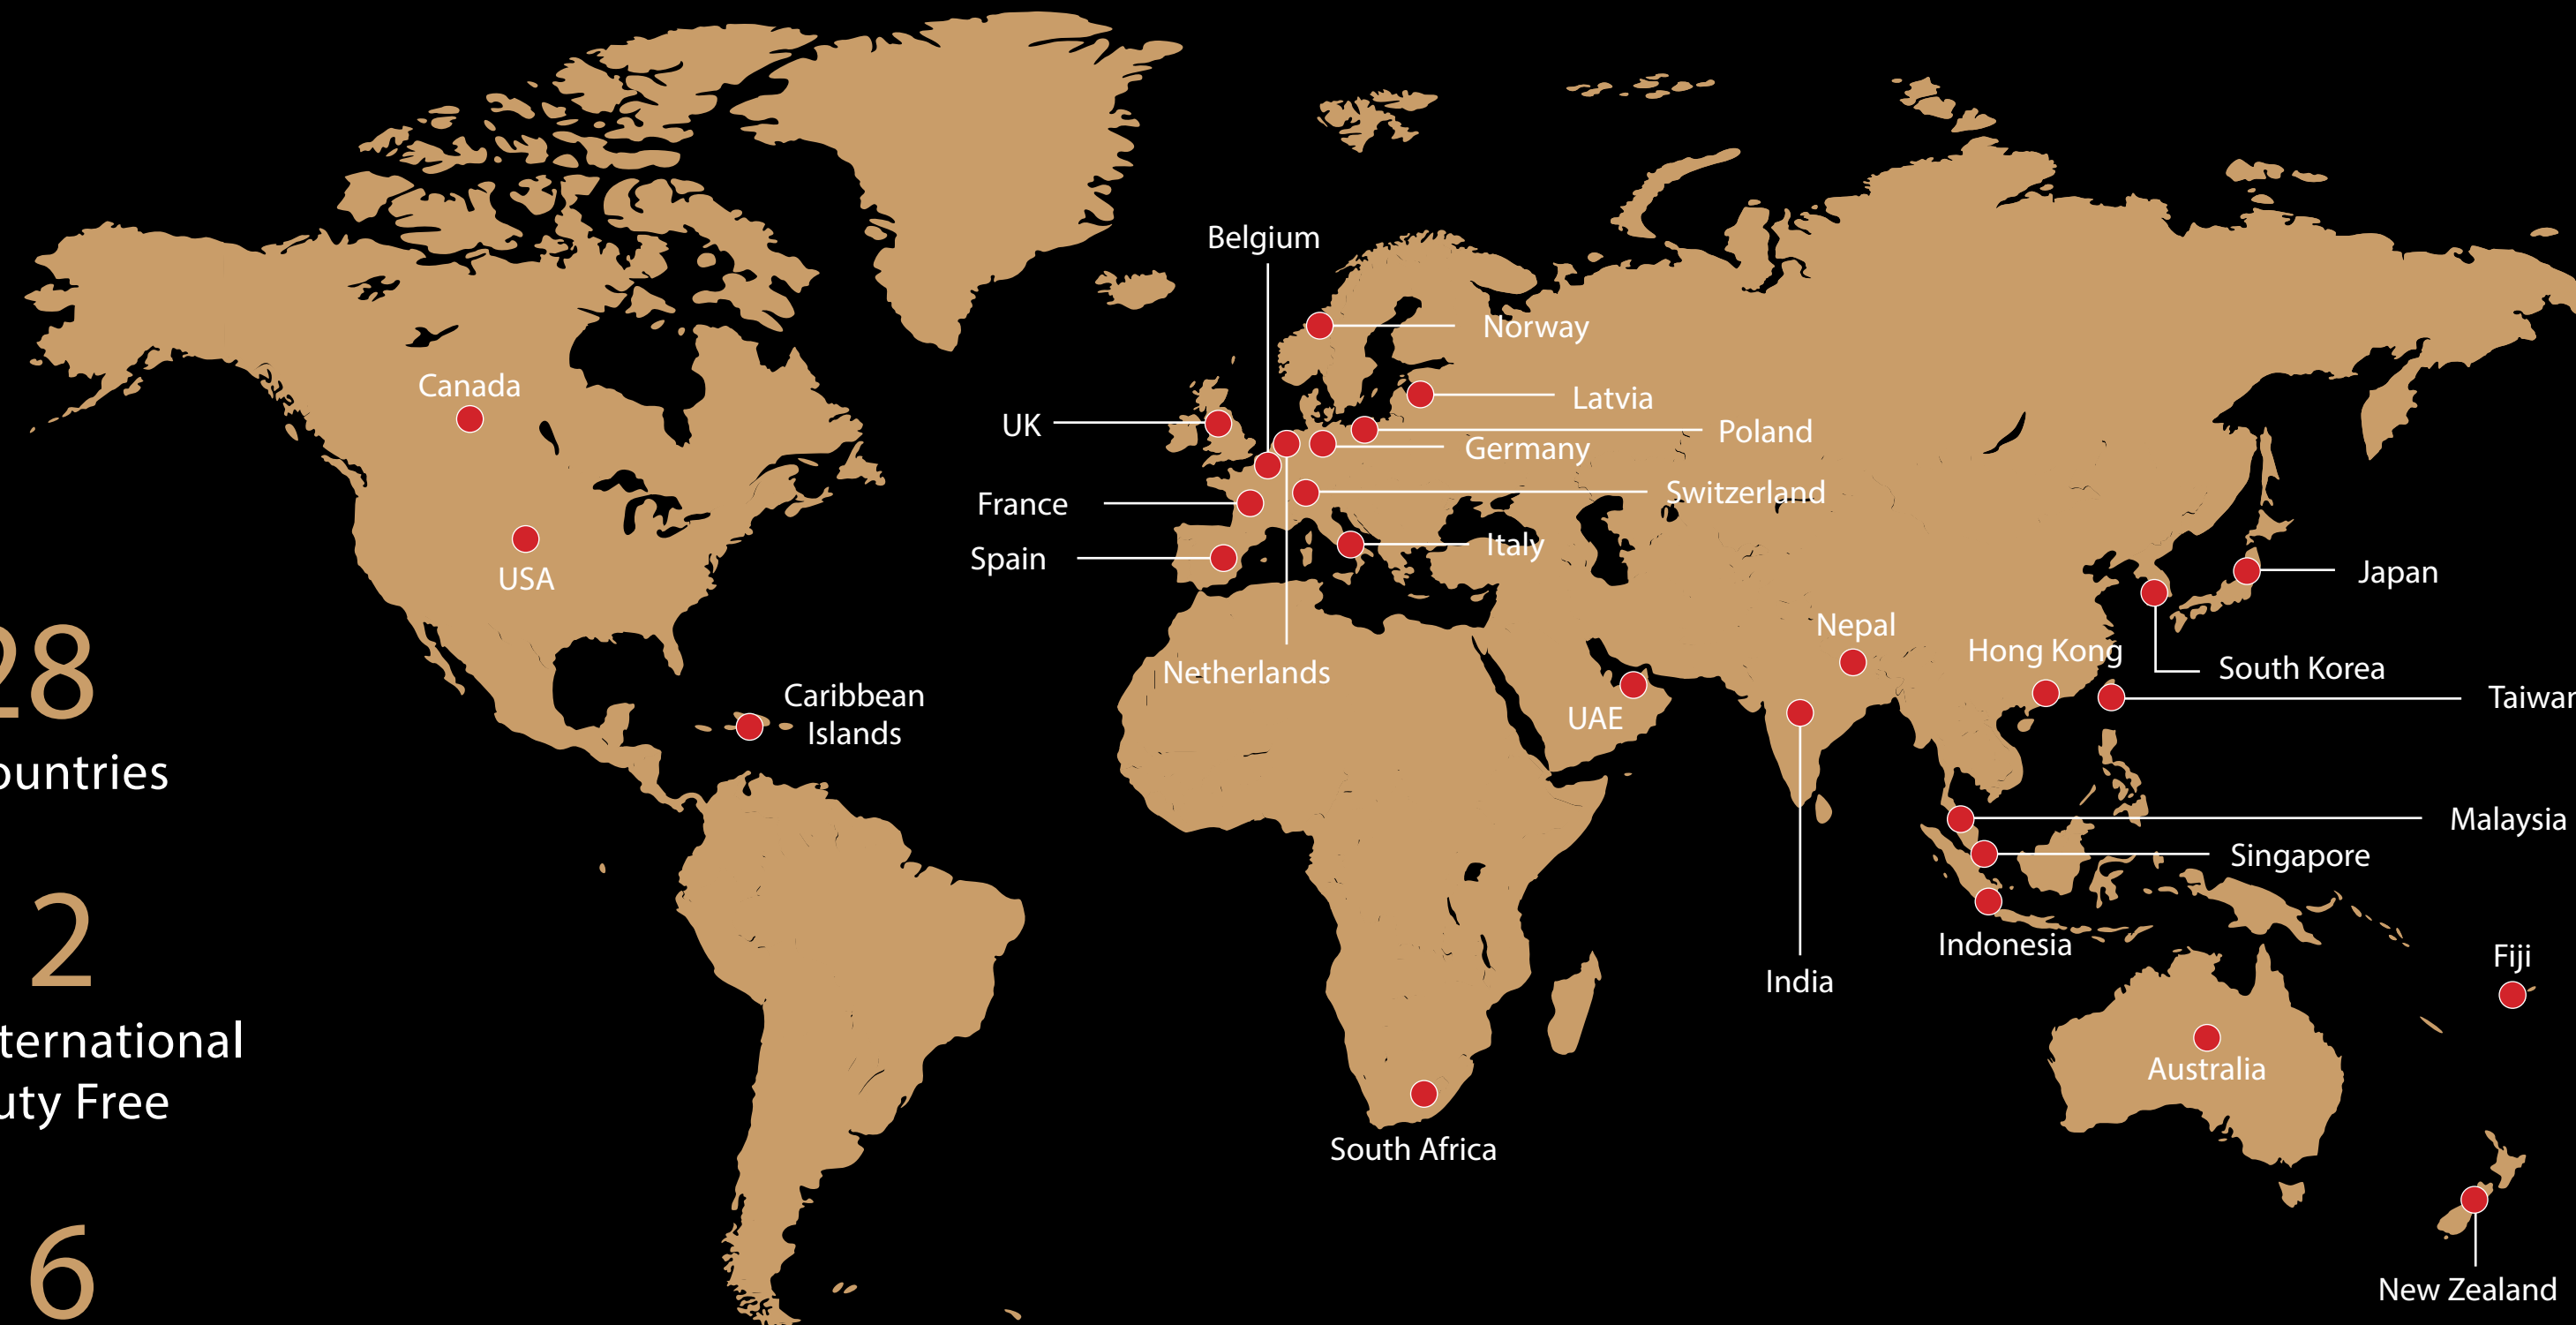 Belgium
Norway
Canada
Latvia
UK
Poland
Germany
Switzerland
France
Italy
Spain
Japan
USA
Nepal
Hong Kong
28
South Korea
Netherlands
Caribbean
Islands
Taiwan
UAE
ountries
Malaysia
Singapore
2
Indonesia
Fiji
India
nternational
Australia
uty Free
South Africa
6
New Zealand